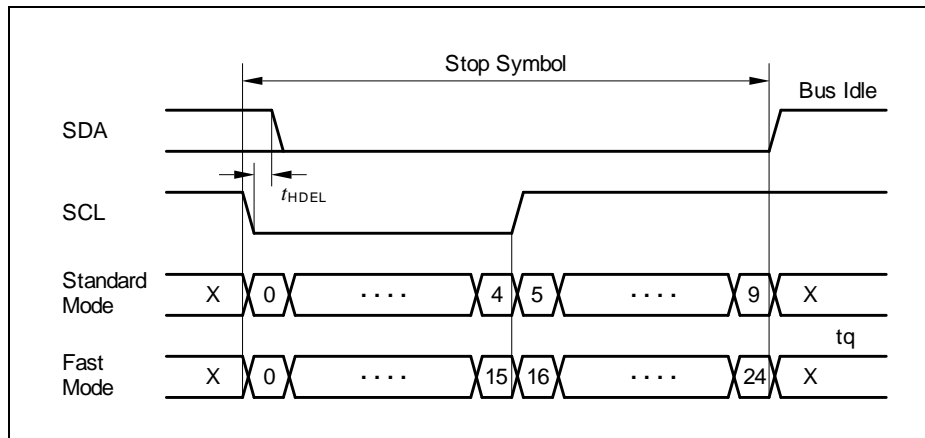 Stop Symbol
Bus Idle
SDA
tHDEL
SCL
Standard Mode
X 0 · · · · 4 5 · · · · 9 X
tq
Fast Mode
X 0 · · · · 15 16 · · · · 24 X